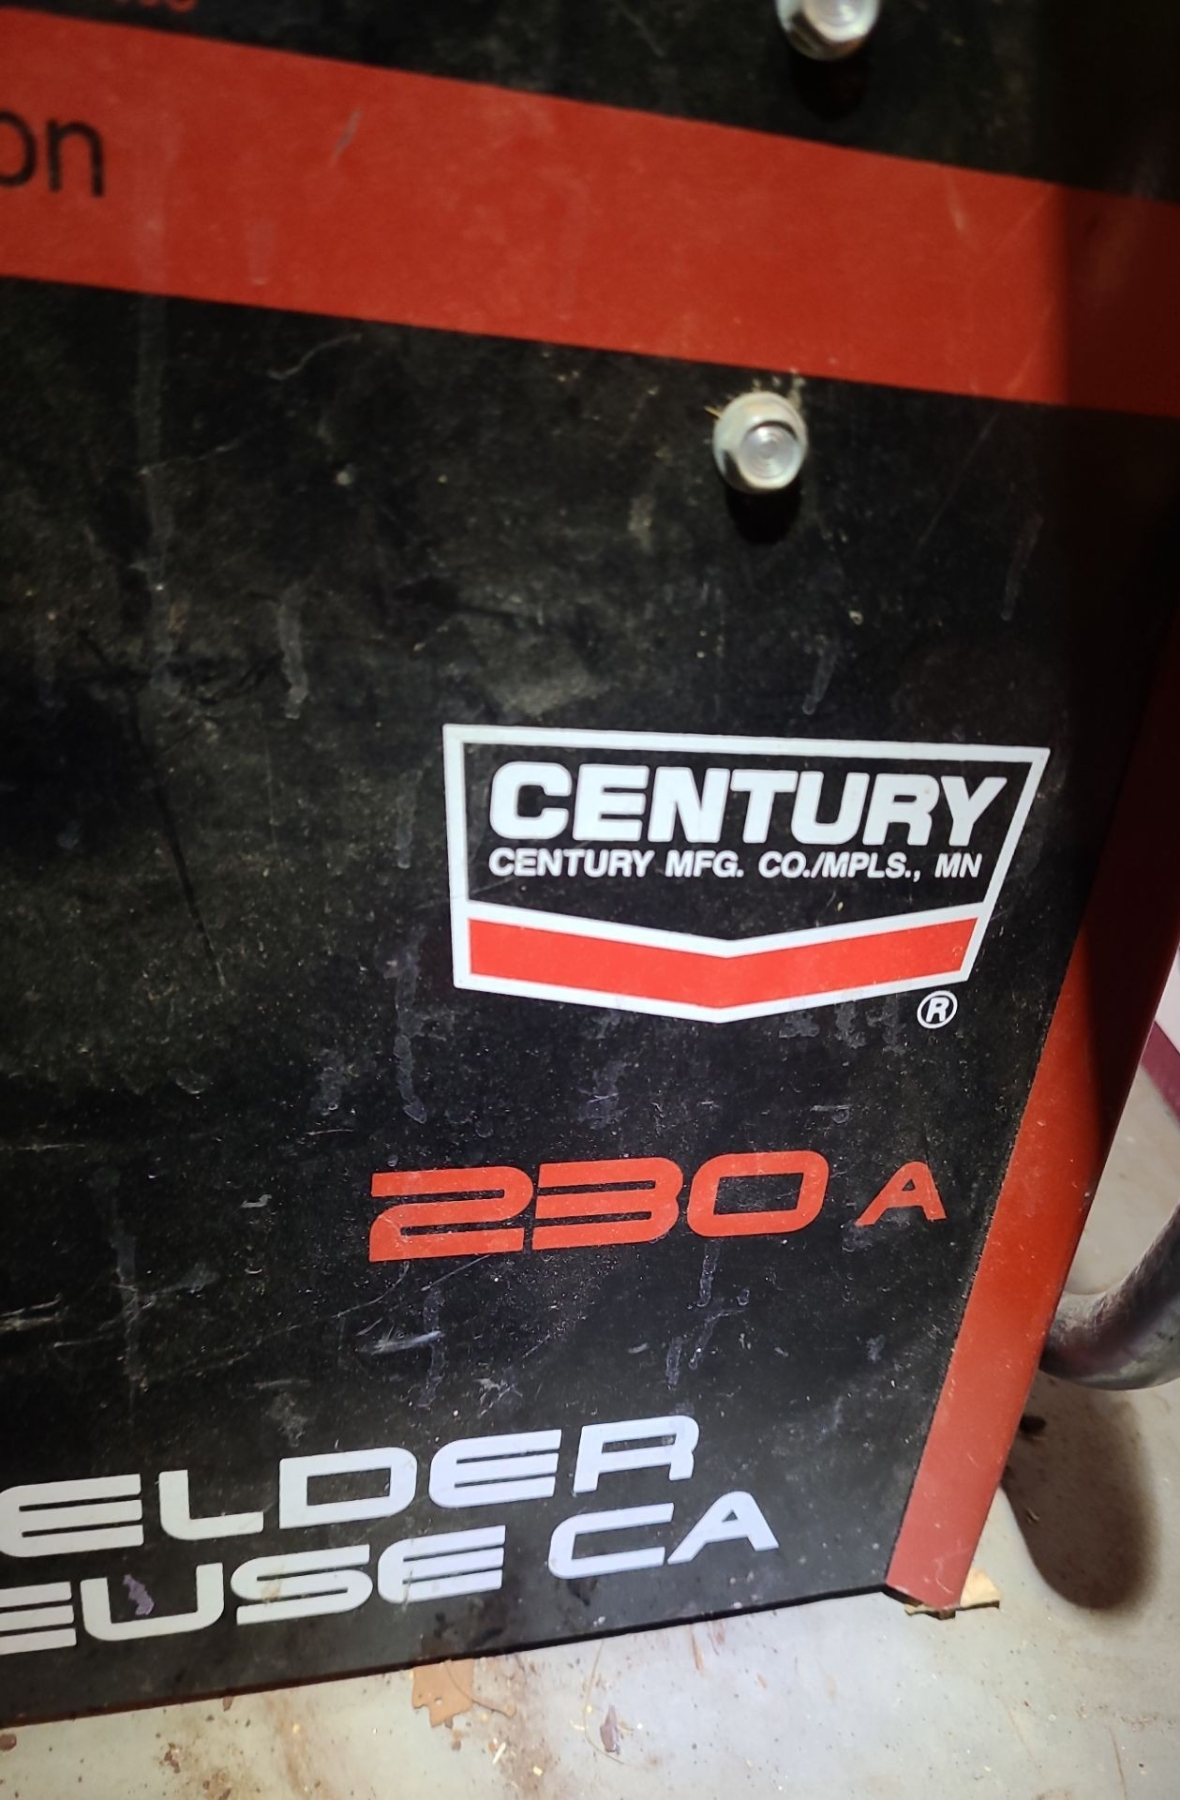 on
CENTURY
CENTURY MFG. CO./MPLS., MN
®
230 A
ELDER
EUSE CA